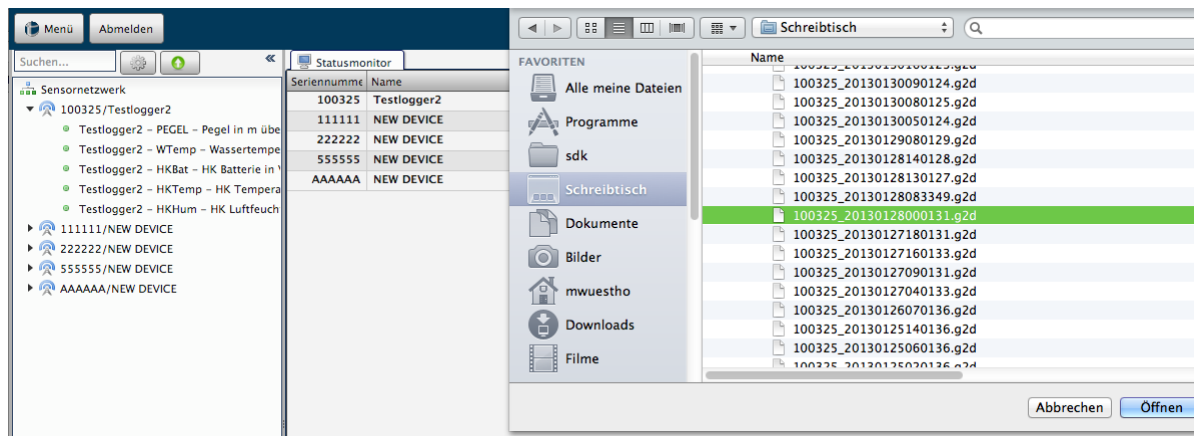 Menü
Abmelden
Suchen...
Sensornetzwerk
100325/Testlogger2
Testlogger2 – PEGEL – Pegel in m übe
Testlogger2 – WTemp – Wassertempe
Testlogger2 – HKBat – HK Batterie in V
Testlogger2 – HKTemp – HK Tempera
Testlogger2 – HKHum – HK Luftfeuch
111111/NEW DEVICE
222222/NEW DEVICE
555555/NEW DEVICE
AAAAAA/NEW DEVICE
Statusmonitor
Seriennumme Name
100325 Testlogger2
111111 NEW DEVICE
222222 NEW DEVICE
555555 NEW DEVICE
AAAAAA NEW DEVICE
Schreibtisch
FAVORITEN
Alle meine Dateien
Programme
sdk
Schreibtisch
Dokumente
Bilder
mwuestho
Downloads
Filme
Name
100325_20130130100125.g2d
100325_20130130090124.g2d
100325_20130130080125.g2d
100325_20130130050124.g2d
100325_20130129080129.g2d
100325_20130128140128.g2d
100325_20130128130127.g2d
100325_20130128083349.g2d
100325_20130128000131.g2d
100325_20130127180131.g2d
100325_20130127160133.g2d
100325_20130127090131.g2d
100325_20130127040133.g2d
100325_20130126070136.g2d
100325_20130125140136.g2d
100325_20130125060136.g2d
100325_20130125020136.g2d
Abbrechen
Öffnen